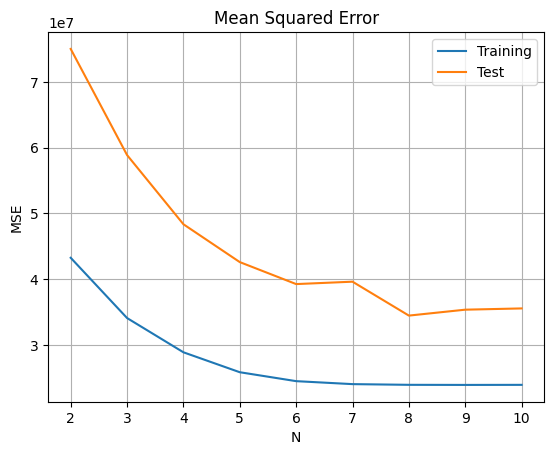 Mean Squared Error
1e7
Training
Test
7
6
5
4
3
MSE
2 3 4 5 6 7 8 9 10
N